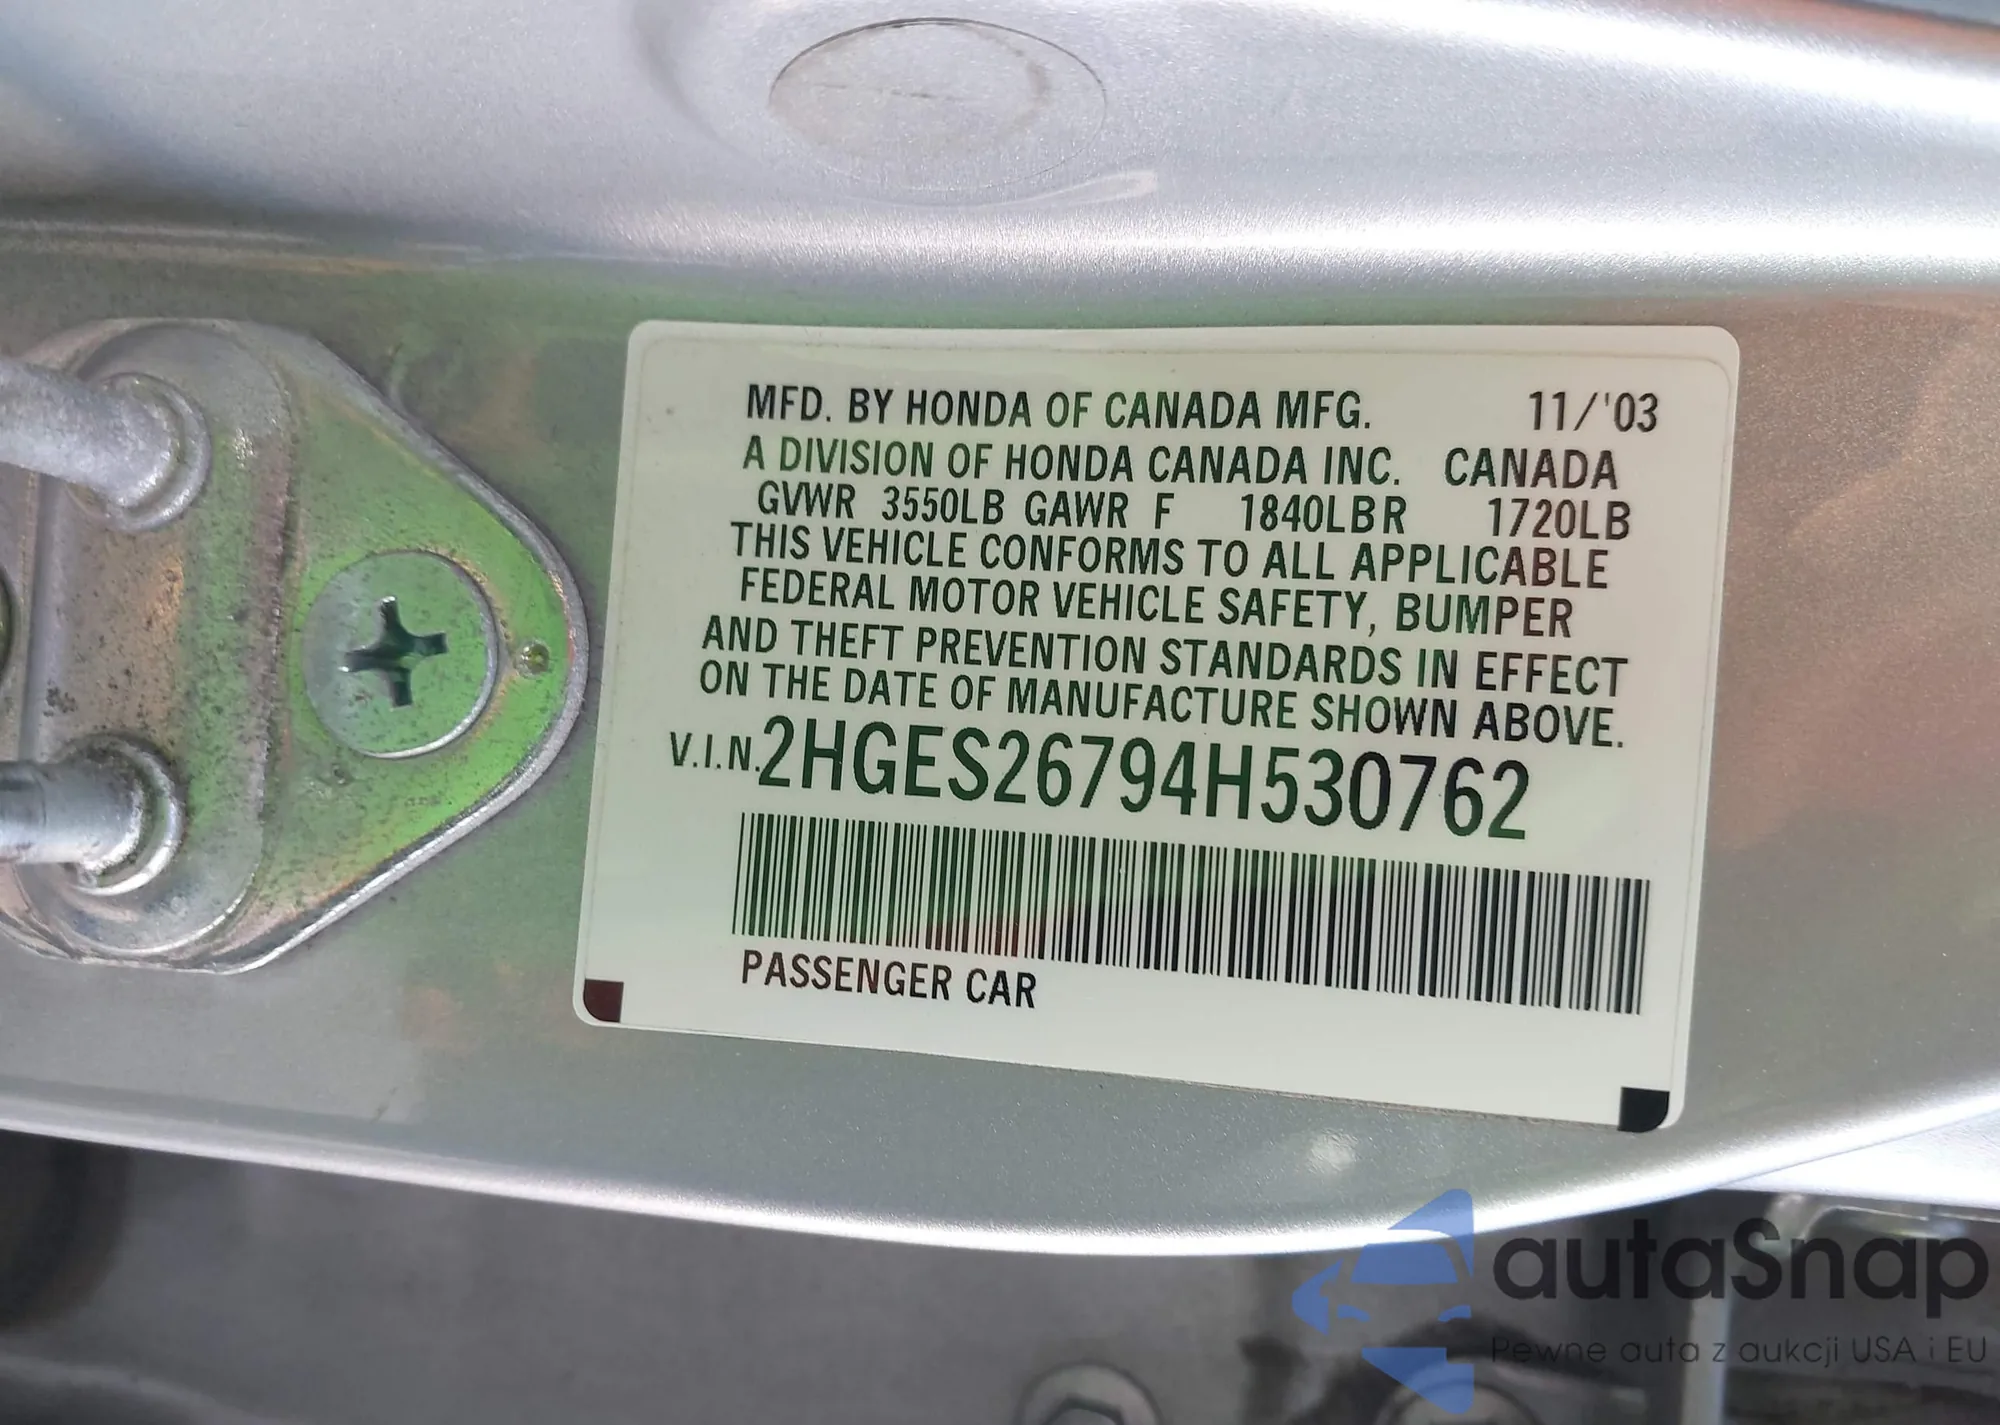 MFD. BY HONDA OF CANADA MFG. 11/'03
A DIVISION OF HONDA CANADA INC. CANADA
GVWR 3550LB GAWR F 1840LBR 1720LB
THIS VEHICLE CONFORMS TO ALL APPLICABLE
FEDERAL MOTOR VEHICLE SAFETY, BUMPER
AND THEFT PREVENTION STANDARDS IN EFFECT
ON THE DATE OF MANUFACTURE SHOWN ABOVE.
V.I.N. 2HGES26794H530762
PASSENGER CAR
autaSnap
Pewne auta z aukcji USA i EU